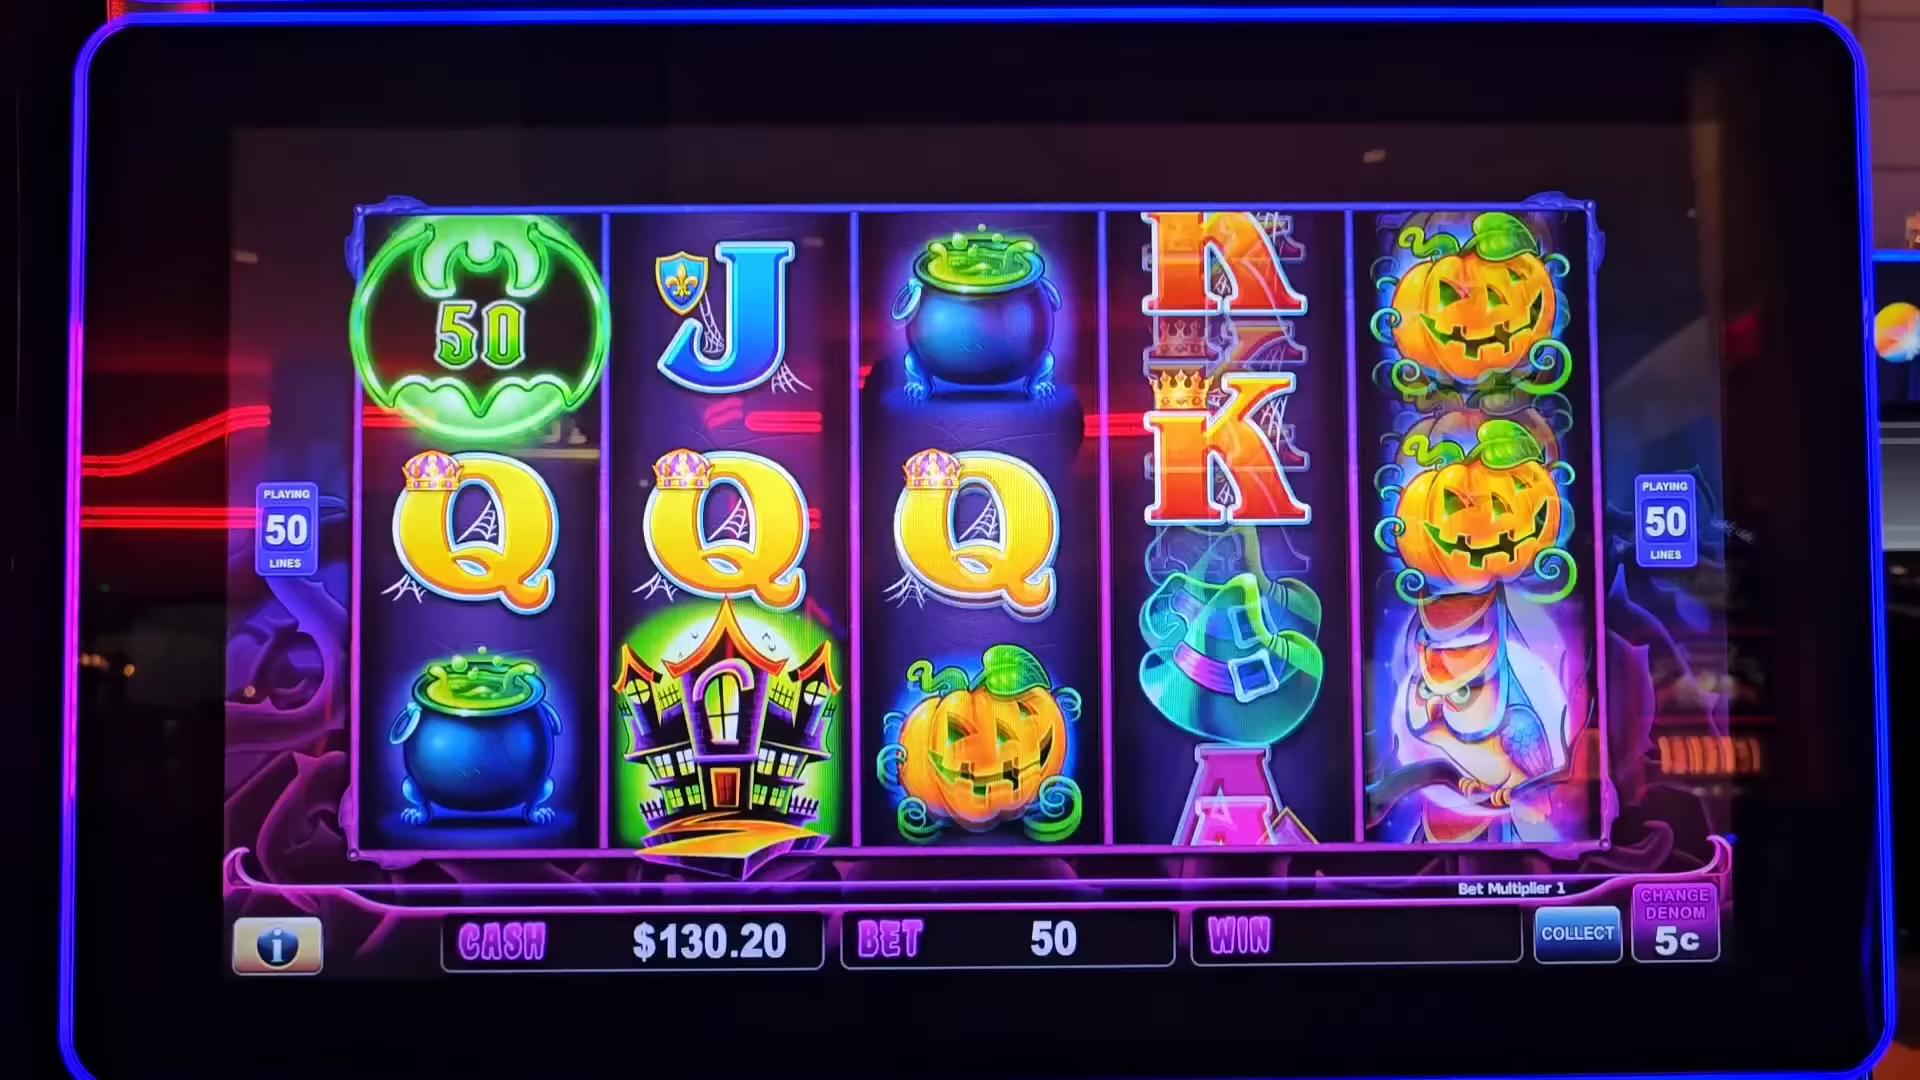 50
J
K
K
Q
Q
Q
A
PLAYING
50
LINES
PLAYING
50
LINES
Bet Multiplier 1
CASH $130.20
BET 50
WIN
COLLECT
CHANGE
DENOM
5c
i